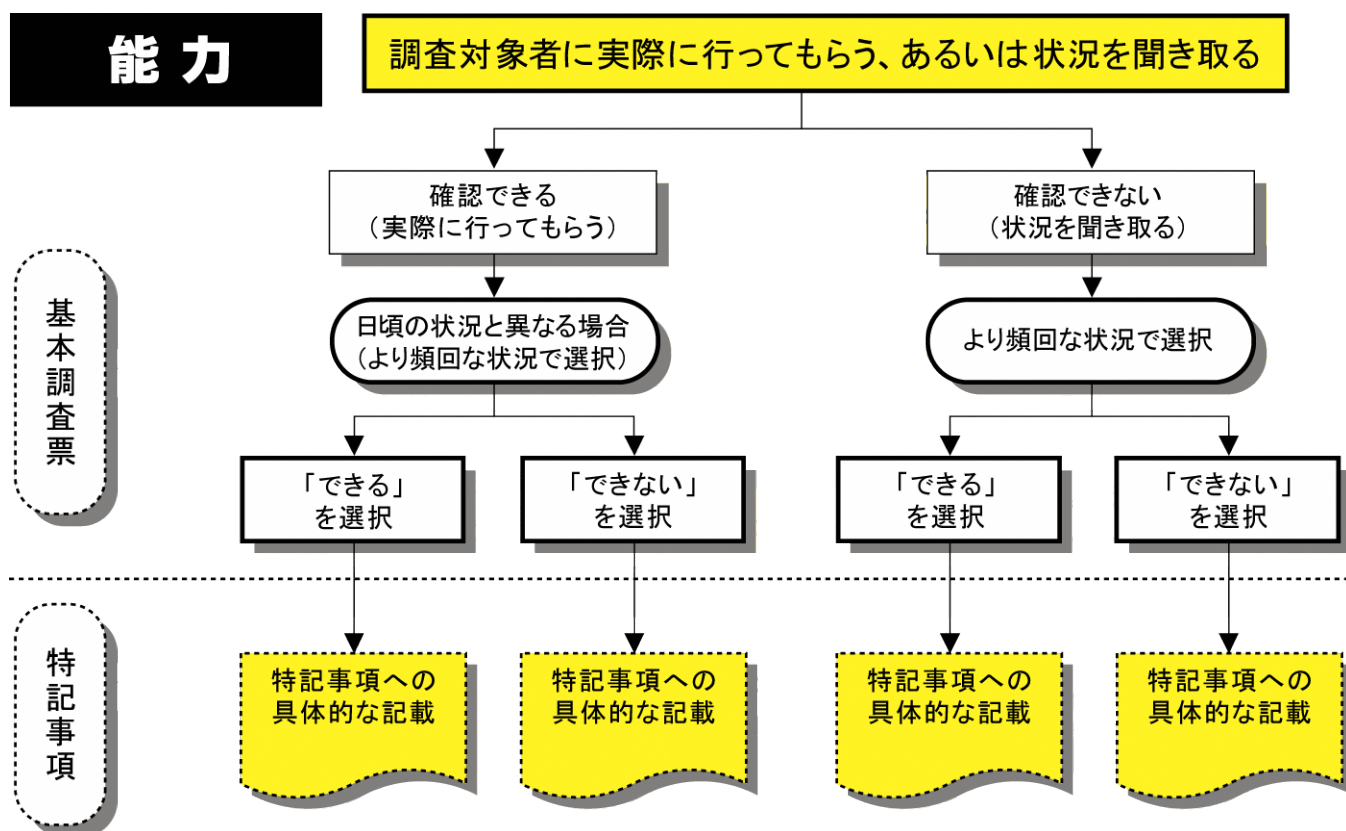 能力
調査対象者に実際に行ってもらう、あるいは状況を聞き取る
確認できる
（実際に行ってもらう）
確認できない
（状況を聞き取る）
基本調査票
日頃の状況と異なる場合
（より頻回な状況で選択）
より頻回な状況で選択
「できる」
を選択
「できない」
を選択
「できる」
を選択
「できない」
を選択
特記事項
特記事項への
具体的な記載
特記事項への
具体的な記載
特記事項への
具体的な記載
特記事項への
具体的な記載